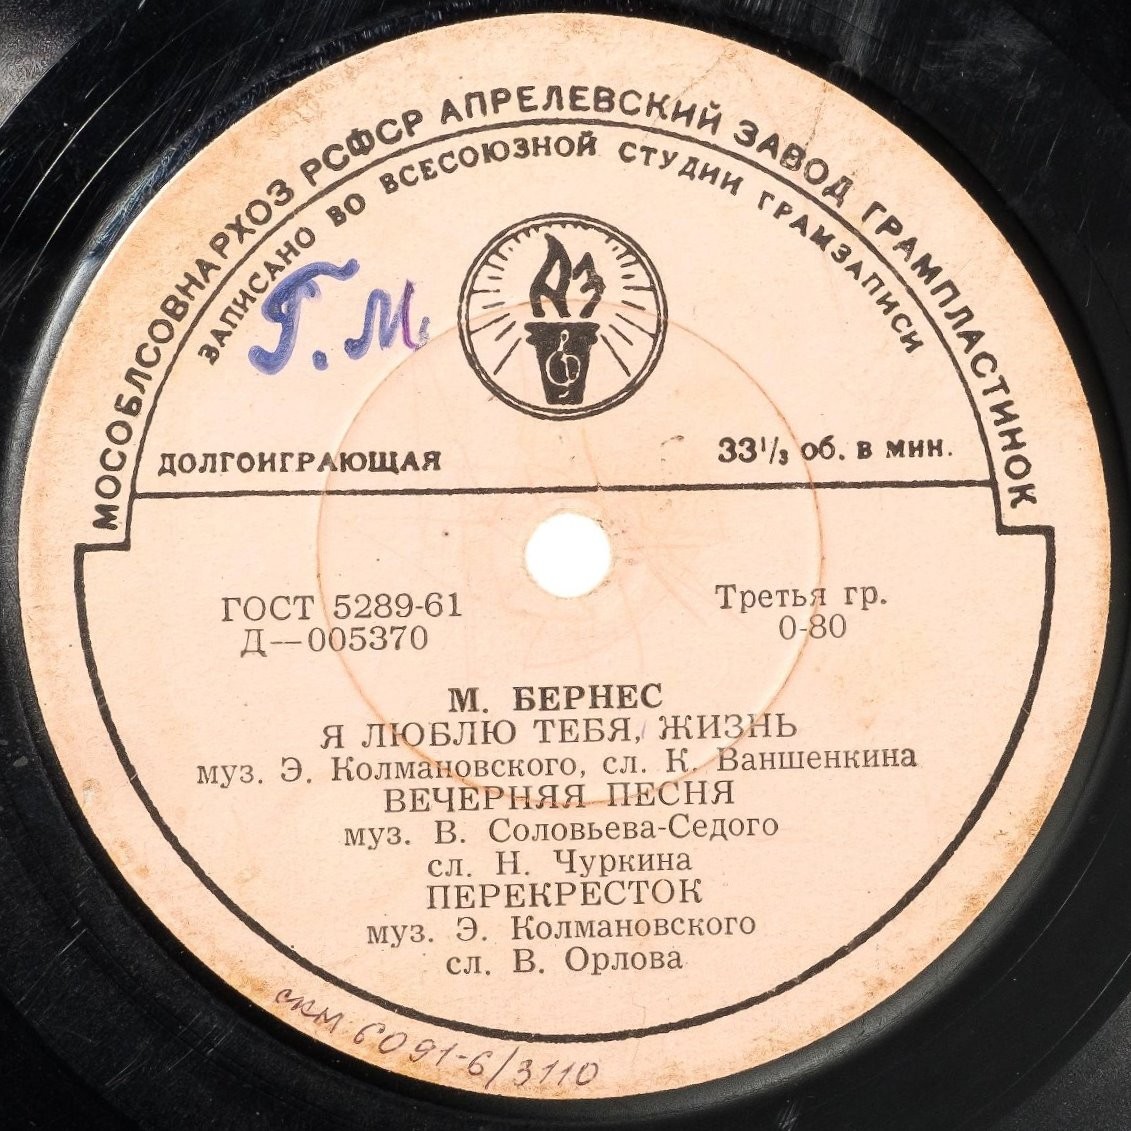 МОСОБЛСОВНАРХОЗ РСФСР АПРЕЛЕВСКИЙ ЗАВОД ГРАМПЛАСТИНОК
ЗАПИСАНО ВО ВСЕСОЮЗНОЙ СТУДИИ ГРАМЗАПИСИ
АЗ
Г. М.
ДОЛГОИГРАЮЩАЯ
33⅓ об. в мин.
ГОСТ 5289-61
Третья гр.
Д—005370
0-80
М. БЕРНЕС
Я ЛЮБЛЮ ТЕБЯ, ЖИЗНЬ
муз. Э. Колмановского, сл. К. Ваншенкина
ВЕЧЕРНЯЯ ПЕСНЯ
муз. В. Соловьева-Седого
сл. Н. Чуркина
ПЕРЕКРЕСТОК
муз. Э. Колмановского
сл. В. Орлова
СКМ 6091-6/3110